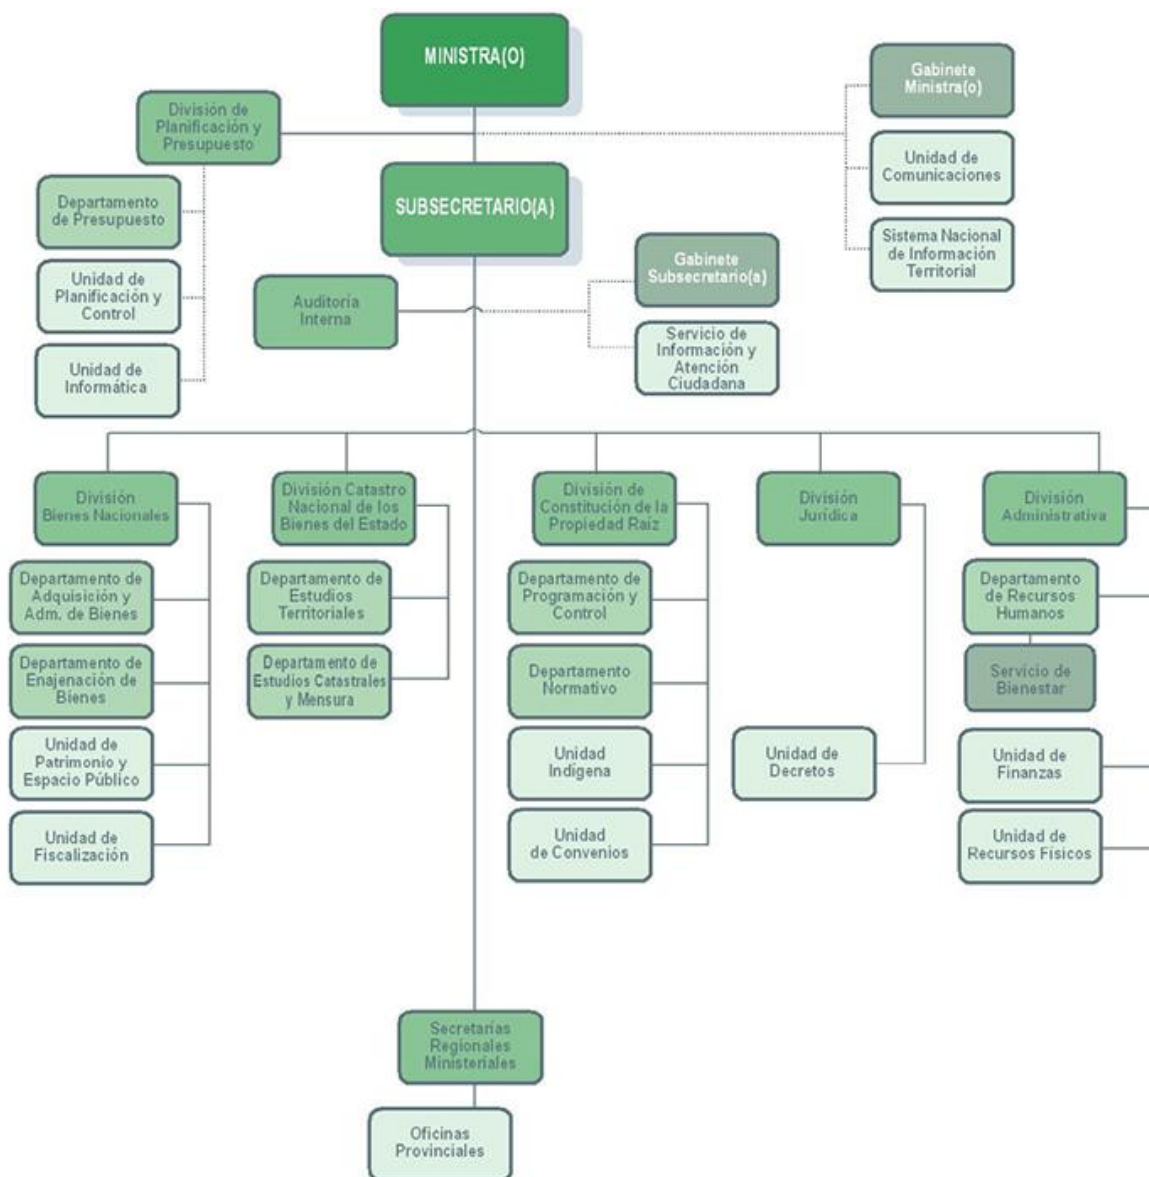 MINISTRA(O)
Gabinete
Ministra(o)
División de
Planificación y
Presupuesto
Unidad de
Comunicaciones
Departamento
de Presupuesto
SUBSECRETARIO(A)
Sistema Nacional
de Información
Territorial
Gabinete
Subsecretario(a)
Unidad de
Planificación y
Control
Auditoría
Interna
Servicio de
Información y
Atención
Ciudadana
Unidad de
Informática
División
Bienes Nacionales
División Catastro
Nacional de los
Bienes del Estado
División de
Constitución de la
Propiedad Raíz
División
Jurídica
División
Administrativa
Departamento de
Adquisición y
Adm. de Bienes
Departamento de
Estudios
Territoriales
Departamento de
Programación y
Control
Departamento
de Recursos
Humanos
Departamento de
Enajenación de
Bienes
Departamento de
Estudios Catastrales
y Mensura
Departamento
Normativo
Servicio de
Bienestar
Unidad de
Patrimonio y
Espacio Público
Unidad
Indígena
Unidad de
Decretos
Unidad de
Finanzas
Unidad de
Fiscalización
Unidad
de Convenios
Unidad de
Recursos Físicos
Secretarías
Regionales
Ministeriales
Oficinas
Provinciales